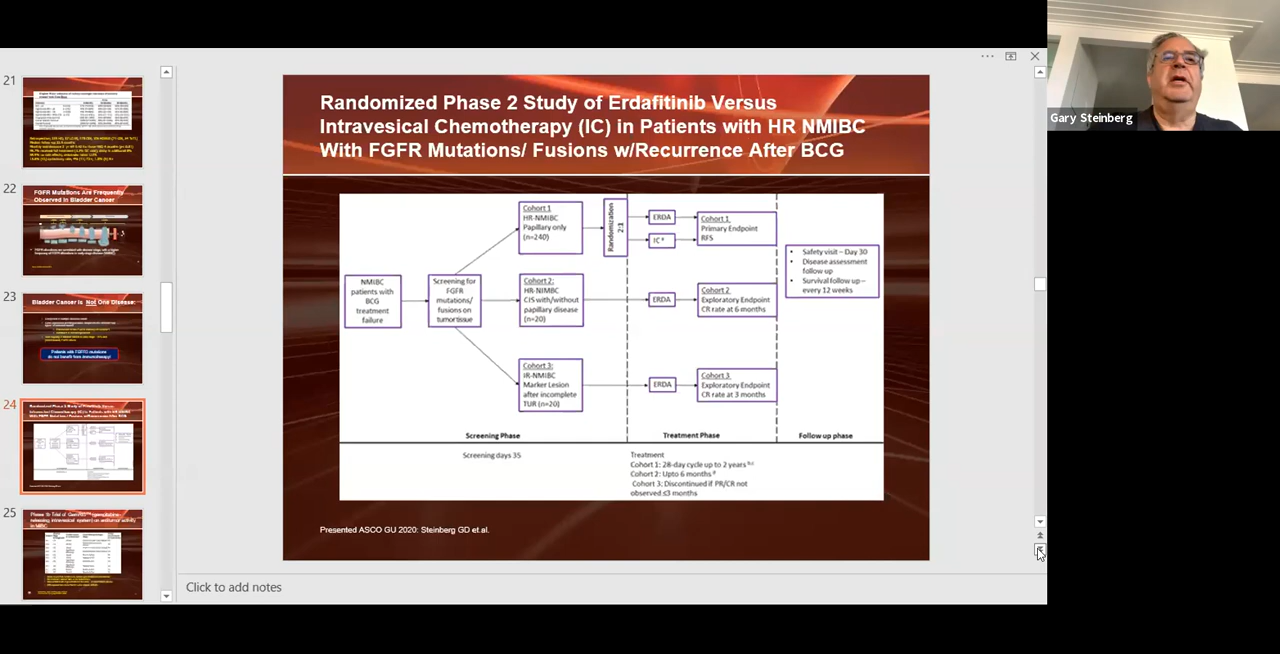 21
22
FGFR Mutations Are Frequently
Observed in Bladder Cancer
23
Bladder Cancer is Not One Disease:
Patients with FGFR3 mutations
do not benefit from immunotherapy!
24
25
Gary Steinberg
Randomized Phase 2 Study of Erdafitinib Versus
Intravesical Chemotherapy (IC) in Patients with HR NMIBC
With FGFR Mutations/ Fusions w/Recurrence After BCG
NMIBC
patients with
BCG
treatment
failure
Screening for
FGFR
mutations/
fusions on
tumor tissue
Cohort 1
HR-NMIBC
Papillary only
(n=240)
Randomization
2:1
ERDA
IC
Cohort 1
Primary Endpoint
RFS
Cohort 2:
HR-NIMBC
CIS with/without
papillary disease
(n=20)
ERDA
Cohort 2
Exploratory Endpoint
CR rate at 6 months
Cohort 3:
IR-NMIBC
Marker Lesion
after incomplete
TUR (n=20)
ERDA
Cohort 3
Exploratory Endpoint
CR rate at 3 months
• Safety visit – Day 30
• Disease assessment
follow up
• Survival follow up –
every 12 weeks
Screening Phase
Treatment Phase
Follow up phase
Screening days 35
Treatment
Cohort 1: 28-day cycle up to 2 years
Cohort 2: Upto 6 months
Cohort 3: Discontinued if PR/CR not
observed ≤3 months
Presented ASCO GU 2020: Steinberg GD et.al.
Click to add notes